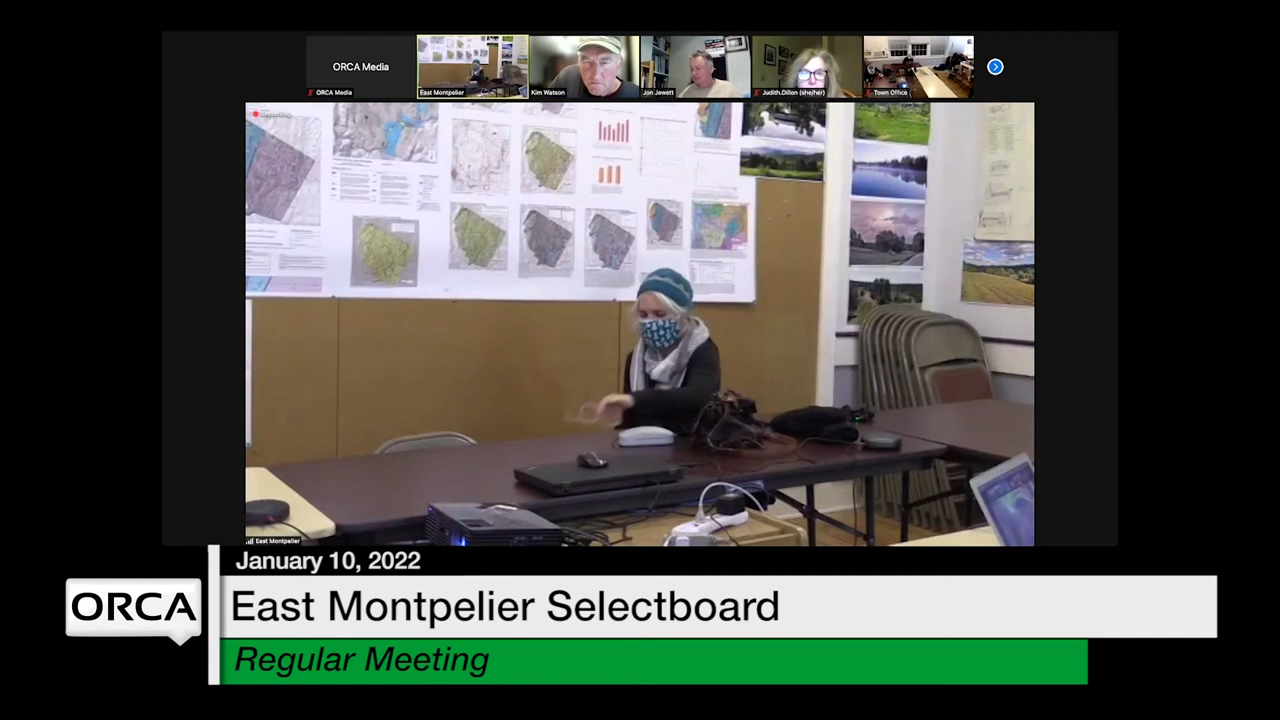 ORCA Media
ORCA Media
East Montpelier
Kim Watson
Jon Jewett
Judith.Dillon (she/her)
Town Office
Recording
East Montpelier
January 10, 2022
ORCA
East Montpelier Selectboard
Regular Meeting